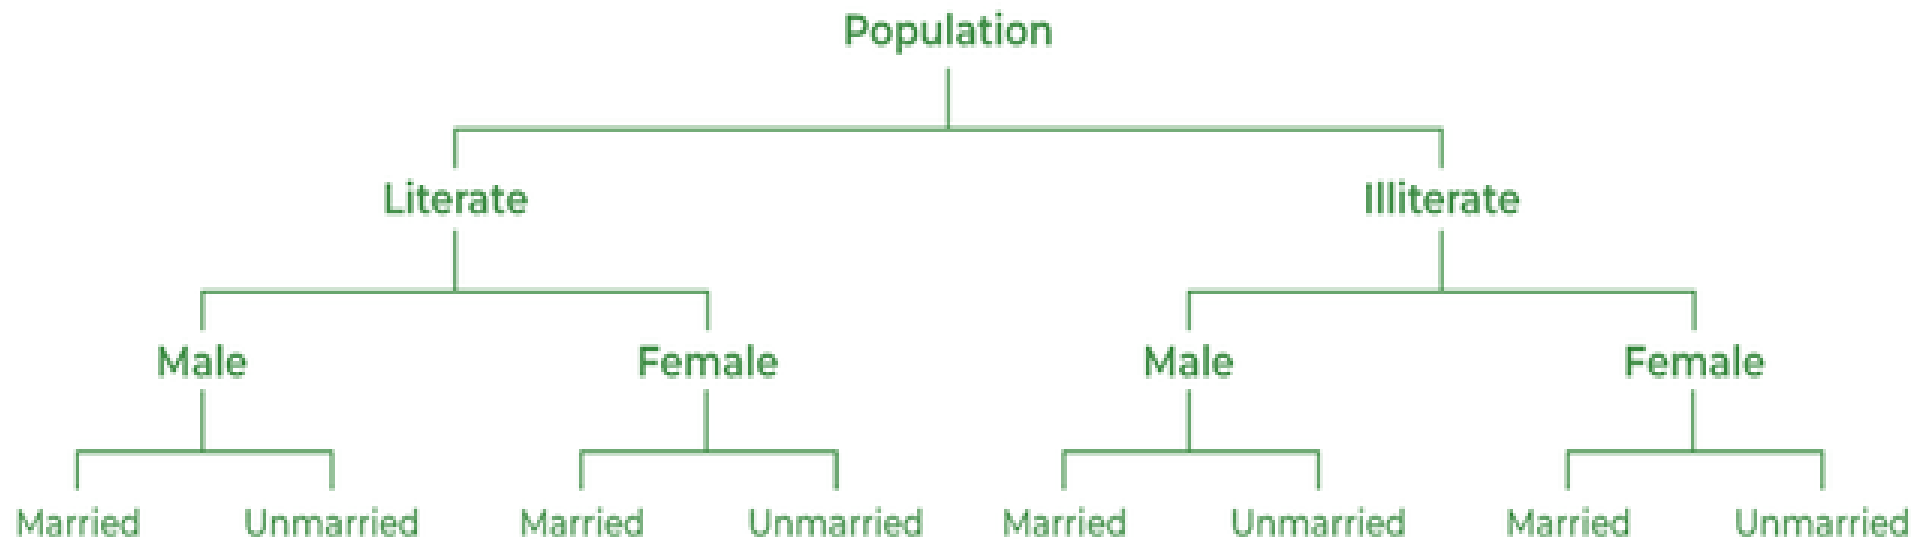 Population
Literate Illiterate
Male Female Male Female
Married Unmarried Married Unmarried Married Unmarried Married Unmarried